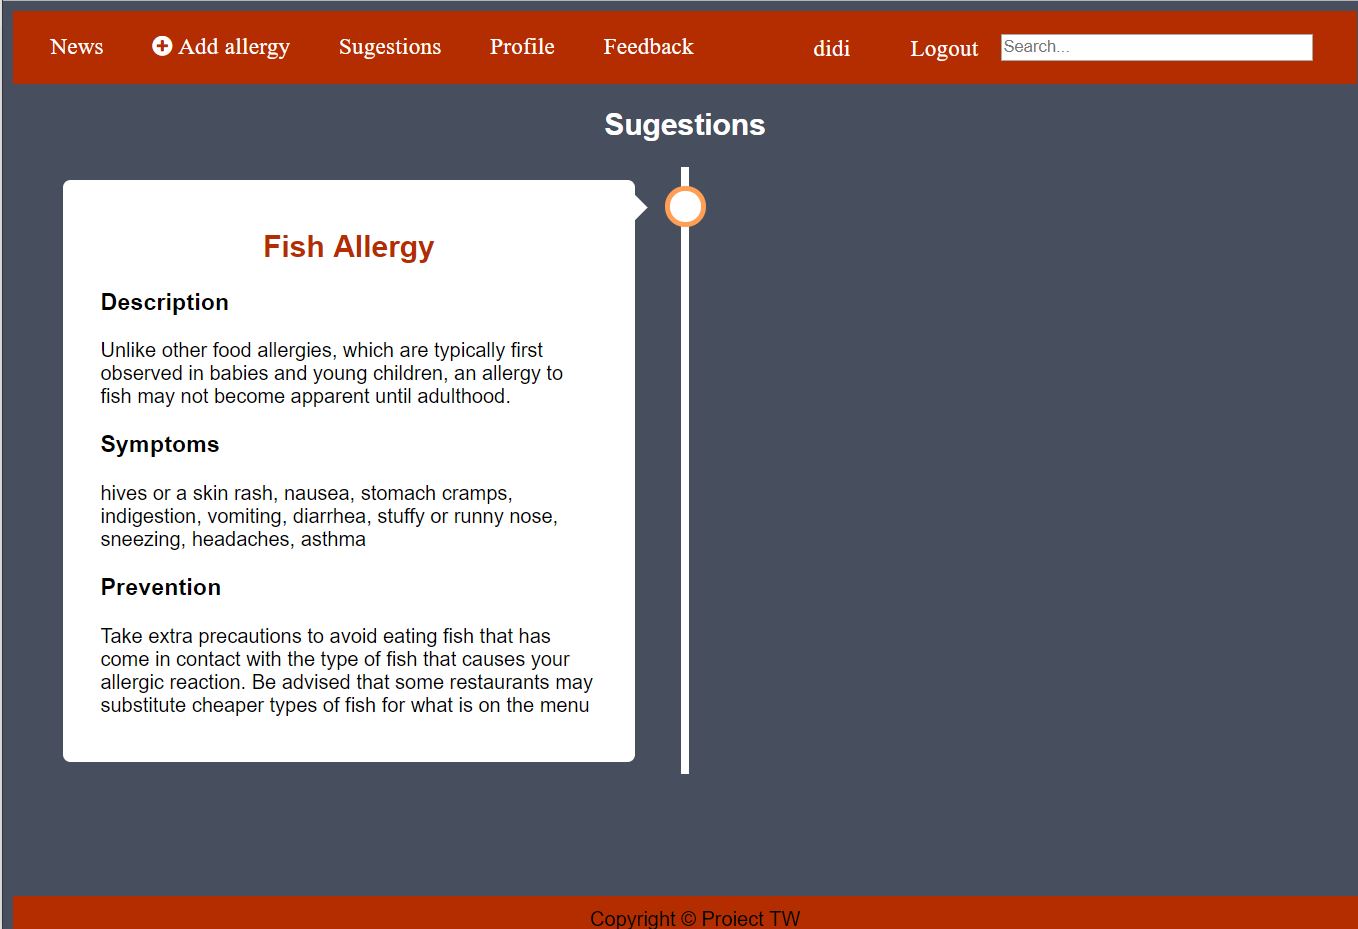 News Add allergy Sugestions Profile Feedback didi Logout Search...
Sugestions
Fish Allergy
Description
Unlike other food allergies, which are typically first
observed in babies and young children, an allergy to
fish may not become apparent until adulthood.
Symptoms
hives or a skin rash, nausea, stomach cramps,
indigestion, vomiting, diarrhea, stuffy or runny nose,
sneezing, headaches, asthma
Prevention
Take extra precautions to avoid eating fish that has
come in contact with the type of fish that causes your
allergic reaction. Be advised that some restaurants may
substitute cheaper types of fish for what is on the menu
Copyright © Proiect TW